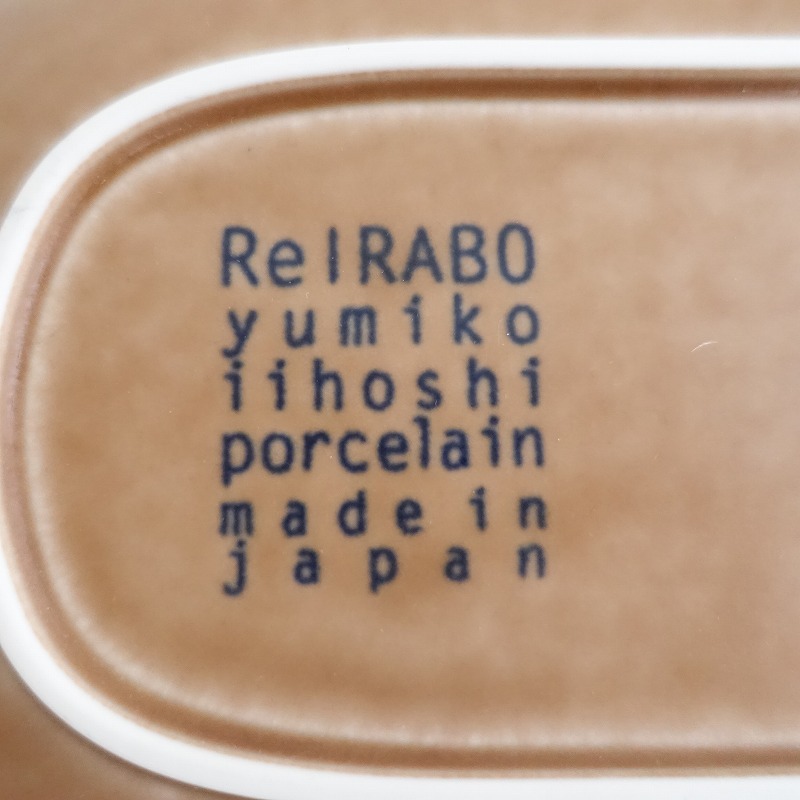 ReIRABO
yumiko
iihoshi
porcelain
made in
japan